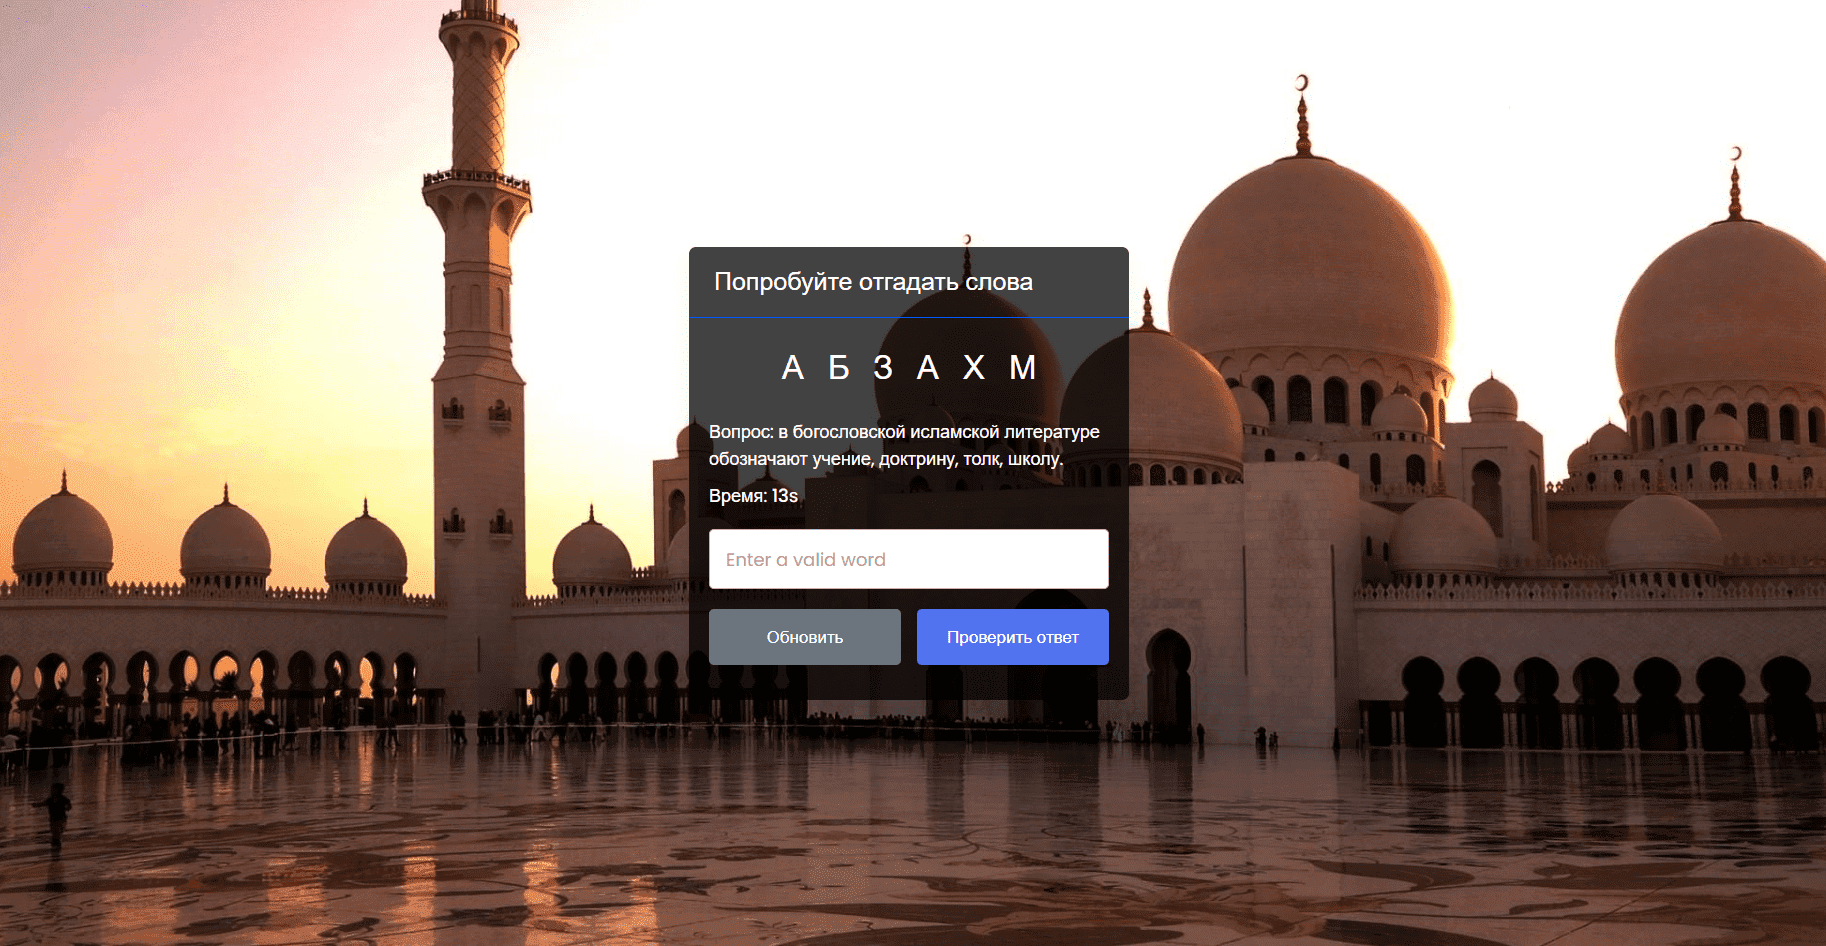 Попробуйте отгадать слова
А Б З А Х М
Вопрос: в богословской исламской литературе
обозначают учение, доктрину, толк, школу.
Время: 13s
Enter a valid word
Обновить Проверить ответ